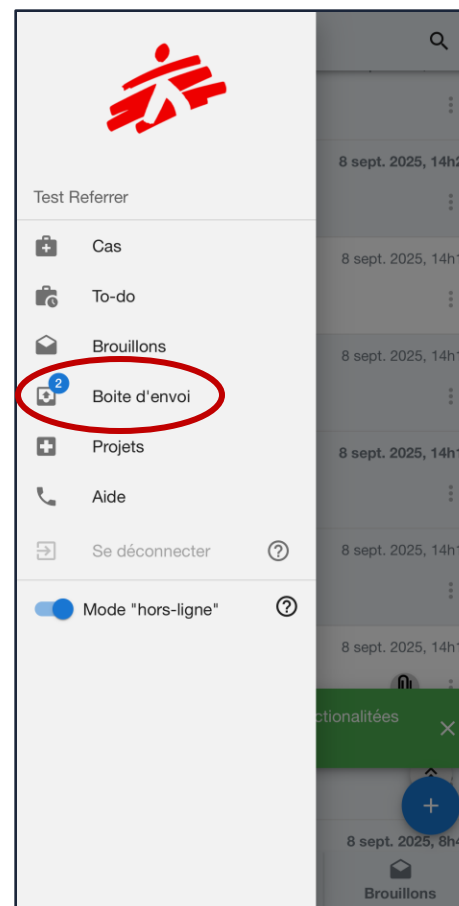 Test Referrer
Cas
To-do
Brouillons
2
Boite d'envoi
Projets
Aide
Se déconnecter
Mode "hors-ligne"
8 sept. 2025, 14h2
8 sept. 2025, 14h1
8 sept. 2025, 14h1
8 sept. 2025, 14h1
8 sept. 2025, 14h1
8 sept. 2025, 14h1
ctionalitées
8 sept. 2025, 8h4
Brouillons